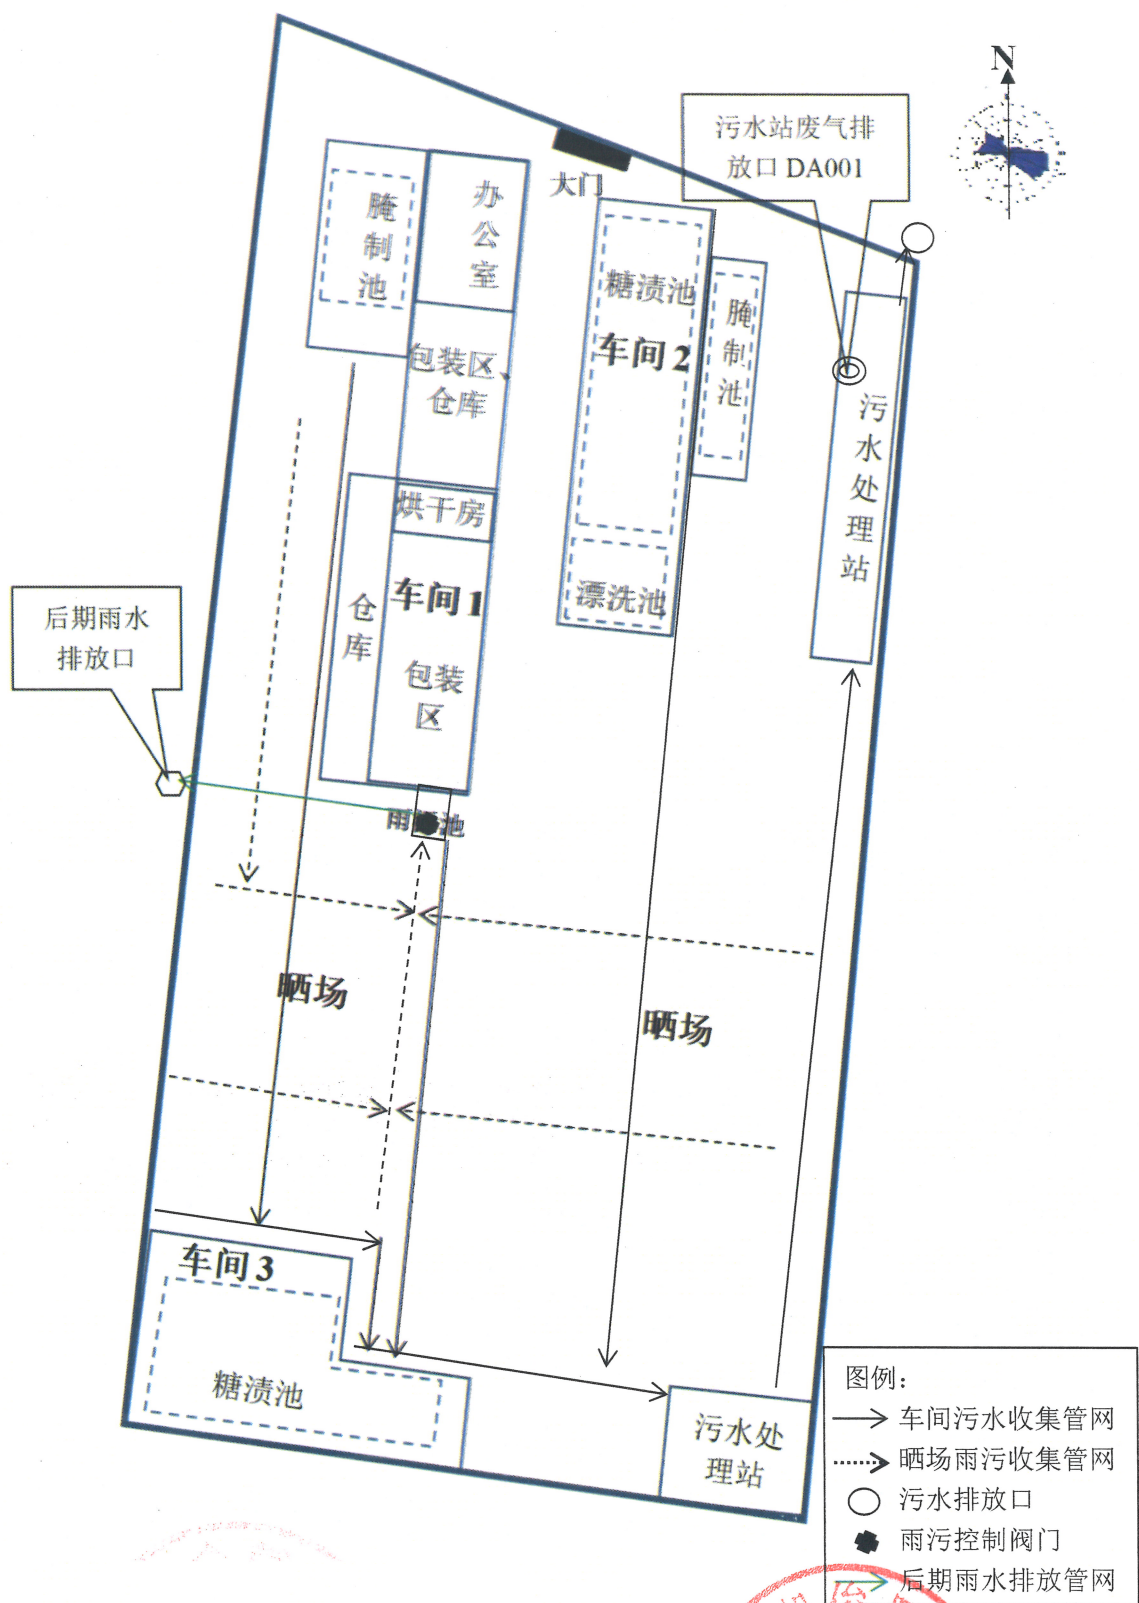 N
污水站废气排
放口 DA001
大门
腌制池
办公室
糖渍池
车间2
腌制池
包装区、
仓库
污水处理站
烘干房
车间1
漂洗池
仓库
包装区
后期雨水
排放口
雨
池
晒场
晒场
车间3
糖渍池
污水处
理站
图例：
车间污水收集管网
晒场雨污收集管网
污水排放口
雨污控制阀门
后期雨水排放管网